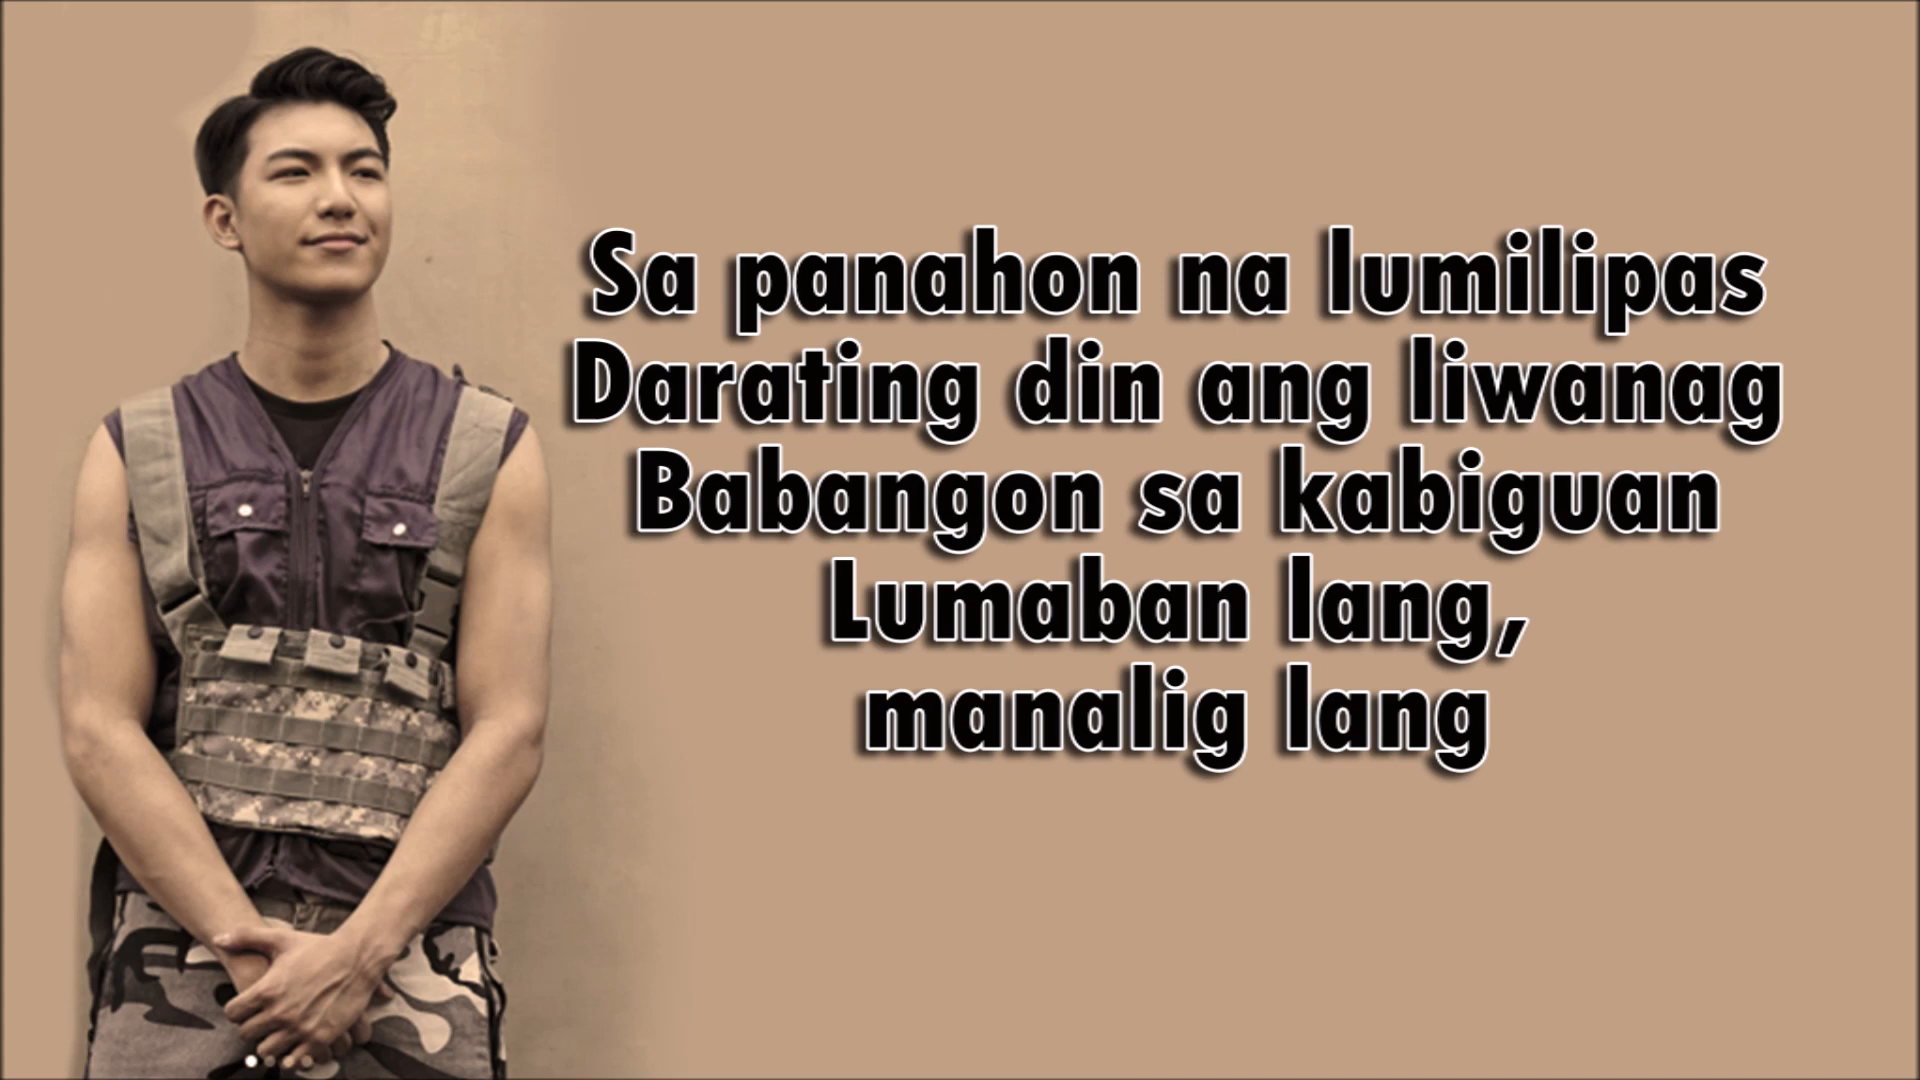 Sa panahon na lumilipas
Darating din ang liwanag
Babangon sa kabiguan
Lumaban lang,
manalig lang